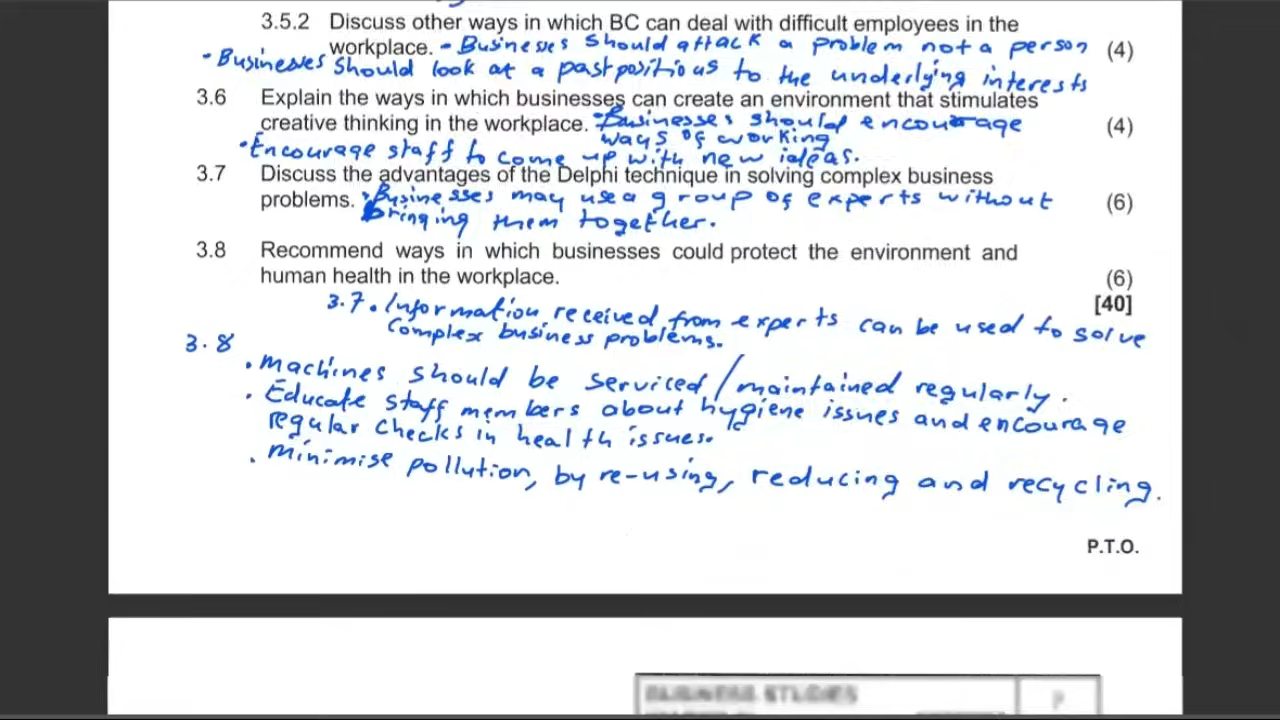 3.5.2 Discuss other ways in which BC can deal with difficult employees in the
workplace. - Businesses should attack a problem not a person (4)
• Businesses should look at a past positious to the underlying interests
3.6 Explain the ways in which businesses can create an environment that stimulates
creative thinking in the workplace. • Businesses should encourage (4)
ways of working
• Encourage staff to come up with new ideas.
3.7 Discuss the advantages of the Delphi technique in solving complex business
problems. • Businesses may use a group of experts without (6)
bringing them together.
3.8 Recommend ways in which businesses could protect the environment and
human health in the workplace. (6)
[40]
3.7 • Information received from experts can be used to solve
complex business problems.
3.8
• Machines should be serviced / maintained regularly.
• Educate staff members about hygiene issues and encourage
regular checks in health issues.
• Minimise pollution, by re-using, reducing and recycling.
P.T.O.
BUSINESS STUDIES